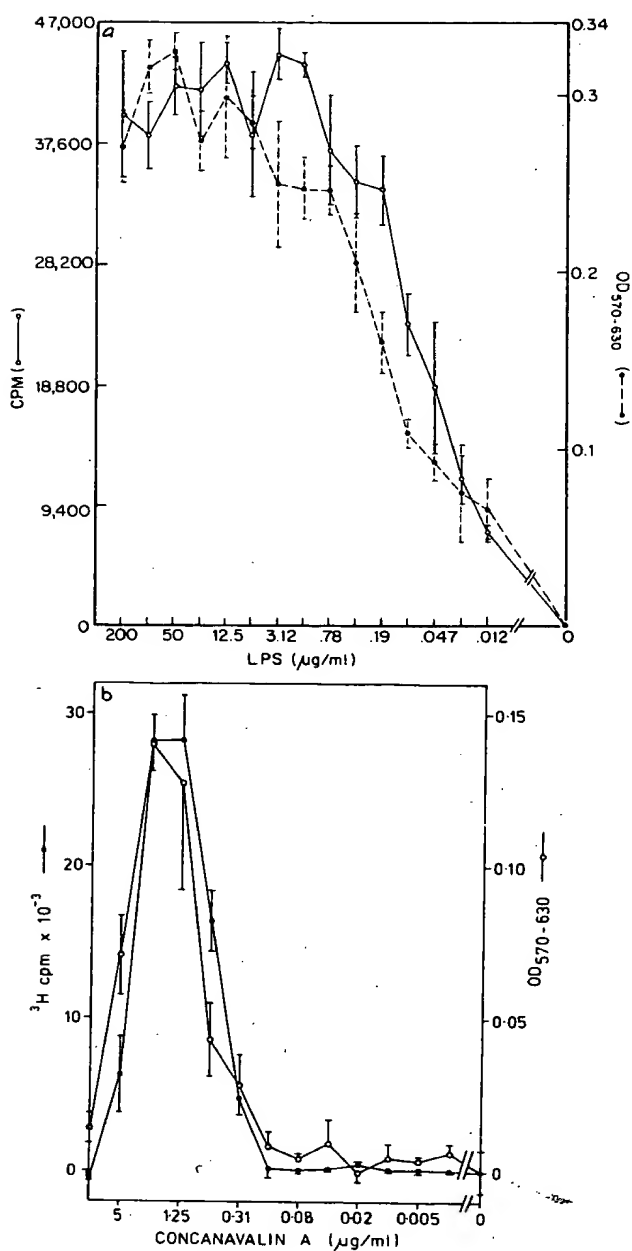 a
47,000
37,600
28,200
18,800
9,400
0
CPM (o—o)
0.34
0.3
0.2
0.1
OD570-630 (•--•)
200 50 12.5 3.12 .78 .19 .047 .012 0
LPS (μg/ml)
b
30
20
10
0
³H cpm x 10⁻³
0·15
0·10
0·05
0
OD570-630
5 1·25 0·31 0·08 0·02 0·005 0
CONCANAVALIN A (μg/ml)